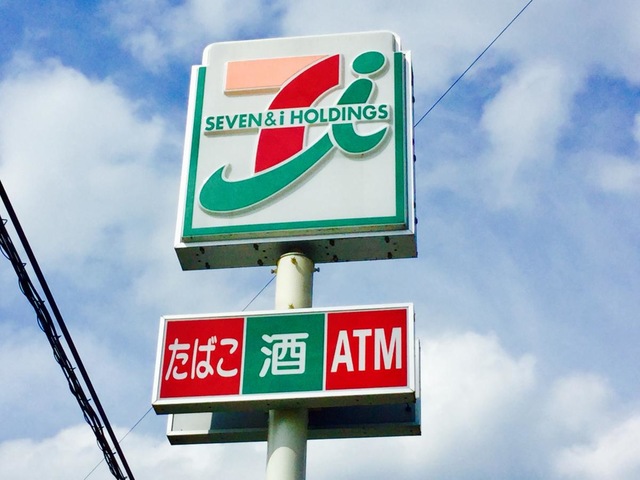 SEVEN & i HOLDINGS
たばこ 酒 ATM